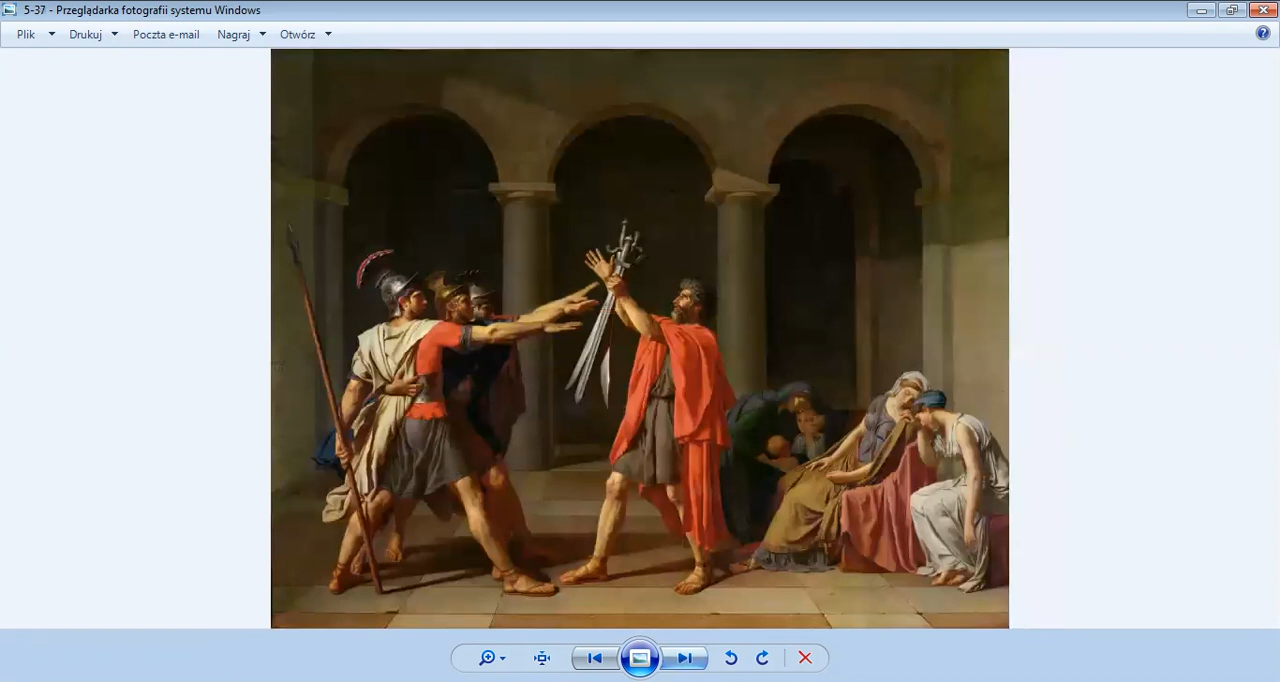 5-37 - Przeglądarka fotografii systemu Windows
Plik Drukuj Poczta e-mail Nagraj Otwórz